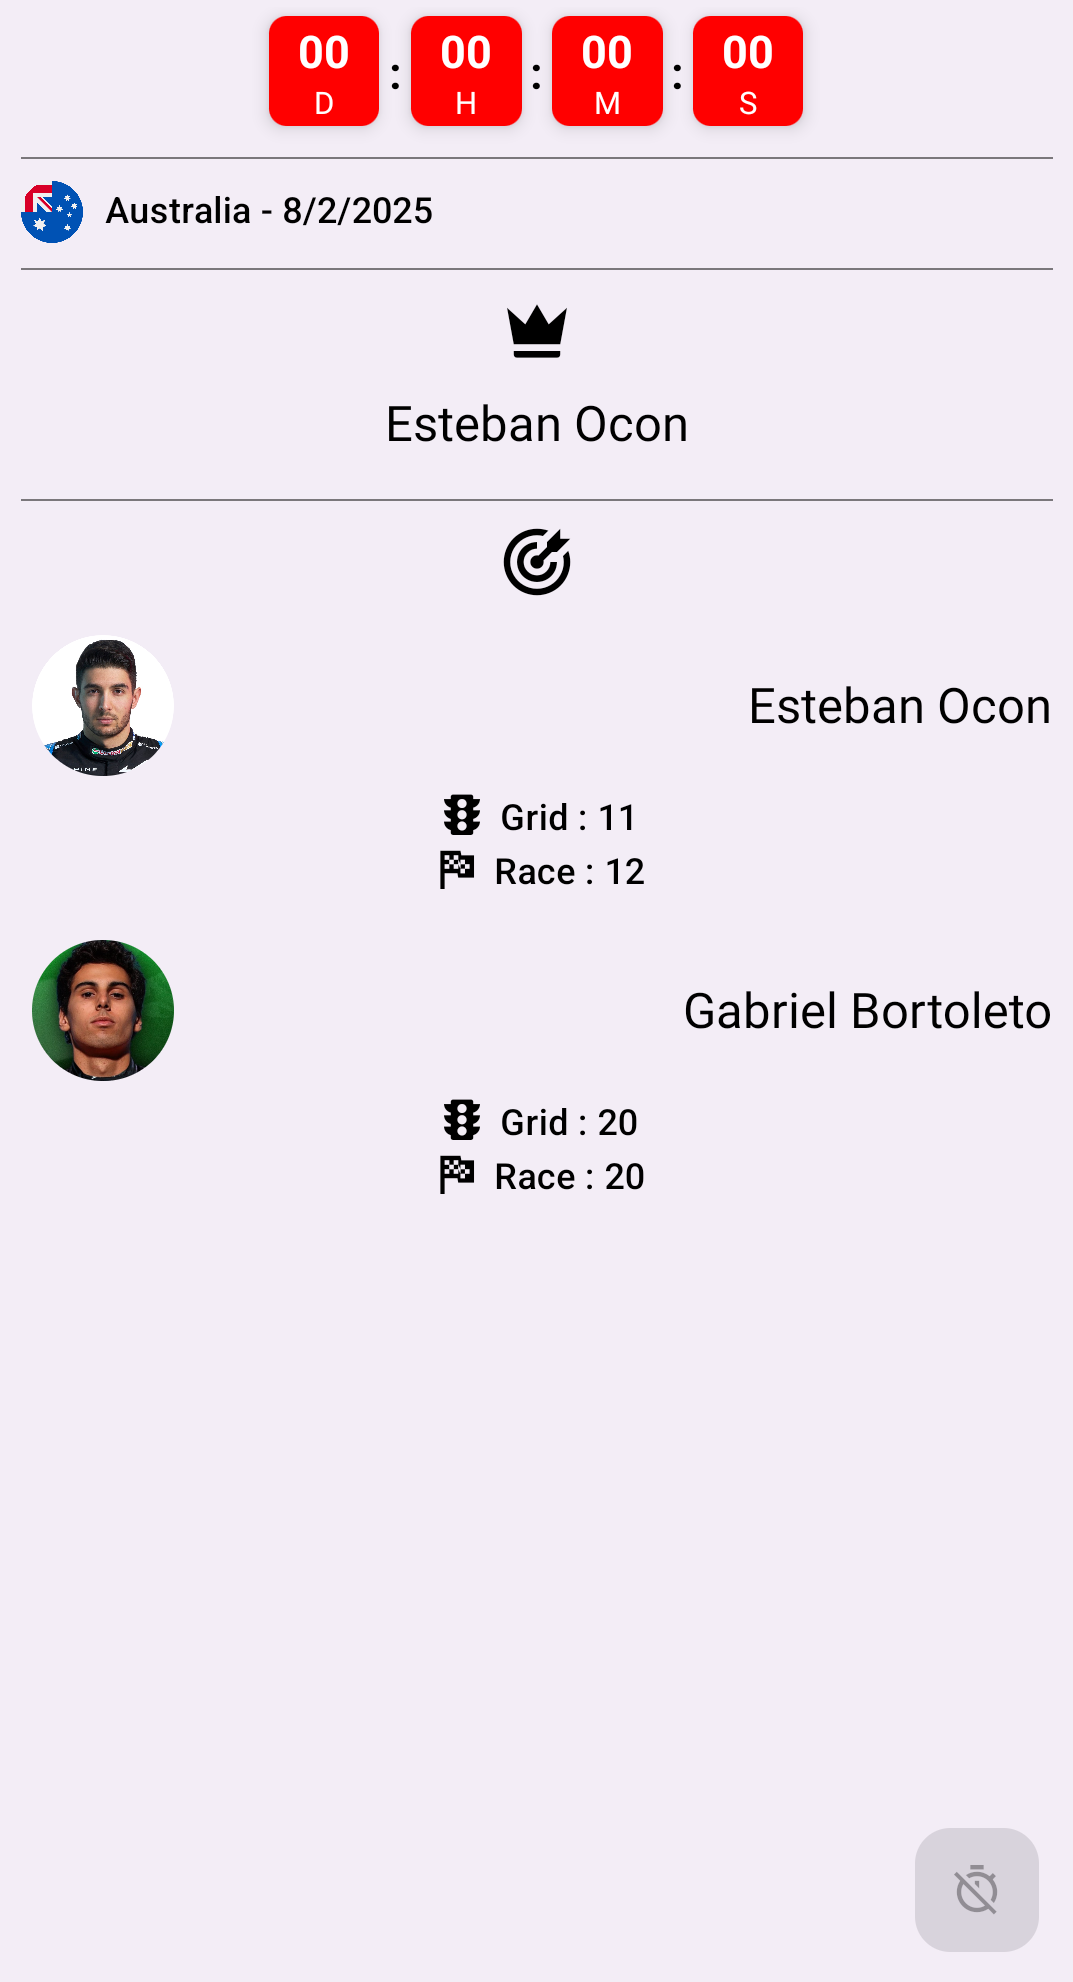 00 : 00 : 00 : 00
D H M S
Australia - 8/2/2025
Esteban Ocon
Esteban Ocon
Grid : 11
Race : 12
Gabriel Bortoleto
Grid : 20
Race : 20